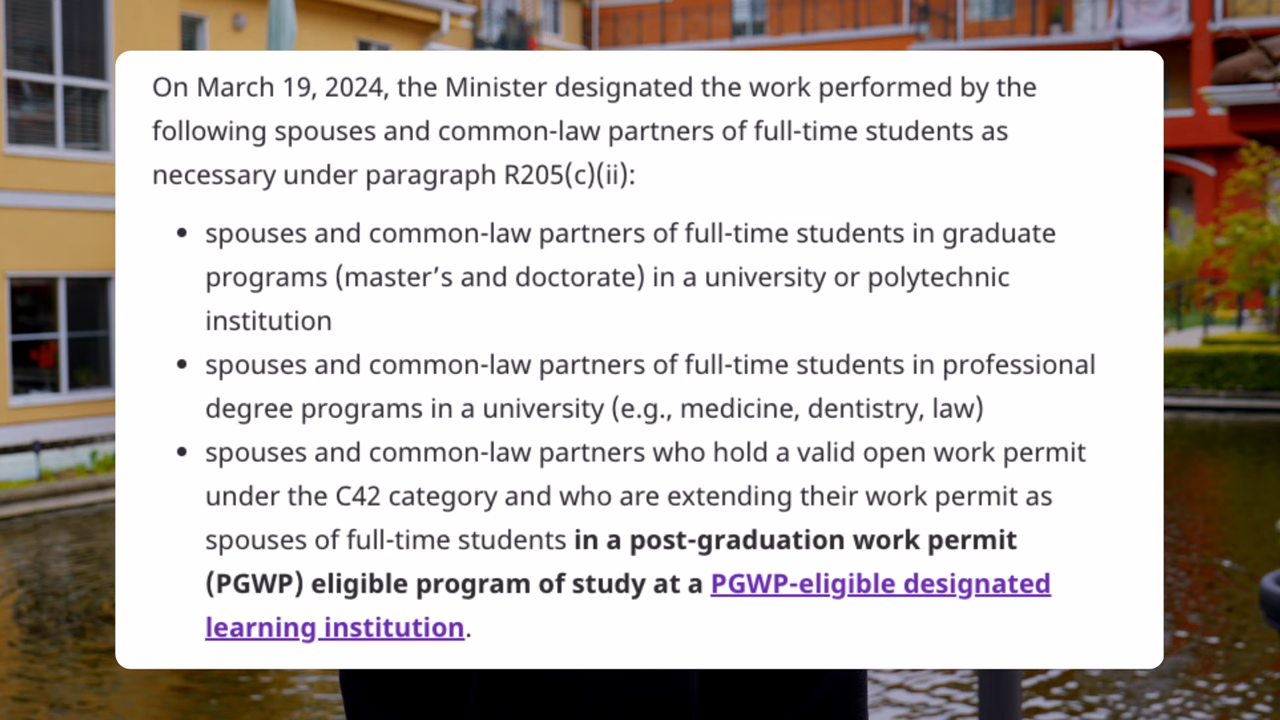 On March 19, 2024, the Minister designated the work performed by the
following spouses and common-law partners of full-time students as
necessary under paragraph R205(c)(ii):
• spouses and common-law partners of full-time students in graduate
programs (master’s and doctorate) in a university or polytechnic
institution
• spouses and common-law partners of full-time students in professional
degree programs in a university (e.g., medicine, dentistry, law)
• spouses and common-law partners who hold a valid open work permit
under the C42 category and who are extending their work permit as
spouses of full-time students in a post-graduation work permit
(PGWP) eligible program of study at a PGWP-eligible designated
learning institution.